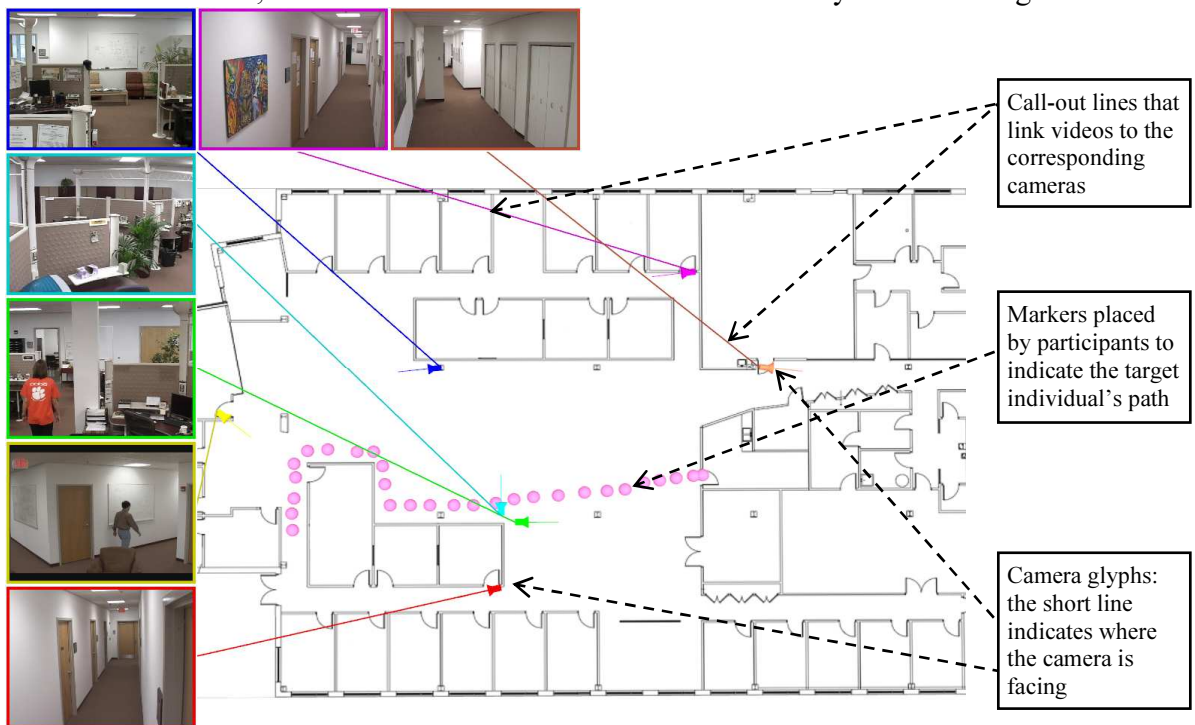 Call-out lines that
link videos to the
corresponding
cameras
Markers placed
by participants to
indicate the target
individual's path
Camera glyphs:
the short line
indicates where
the camera is
facing